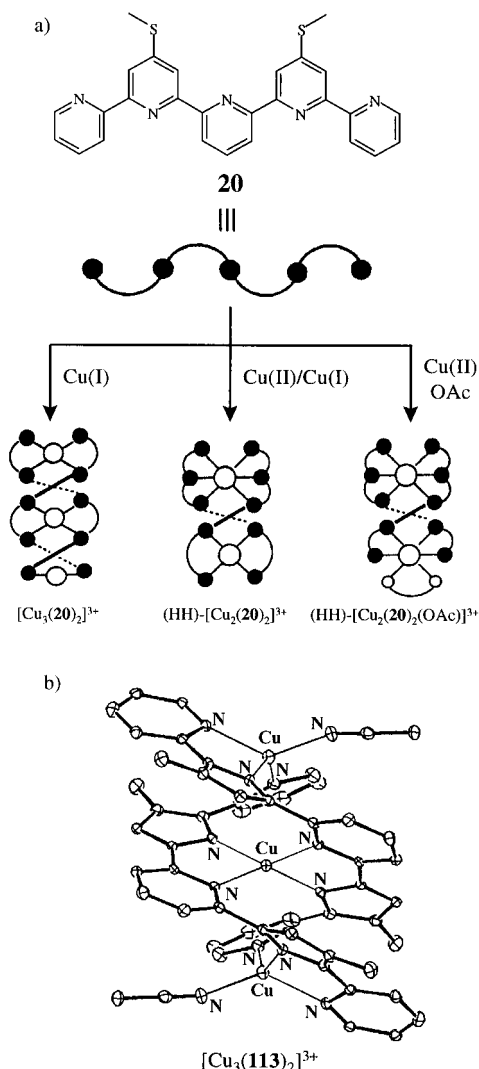 a)
S S
N N
N N N
20
Cu(I) Cu(II)/Cu(I) Cu(II)
OAc
[Cu₃(20)₂]³⁺ (HH)-[Cu₂(20)₂]³⁺ (HH)-[Cu₂(20)₂(OAc)]³⁺
b)
N Cu N
N N
N Cu N
N N
N N
Cu N N
[Cu₃(113)₂]³⁺